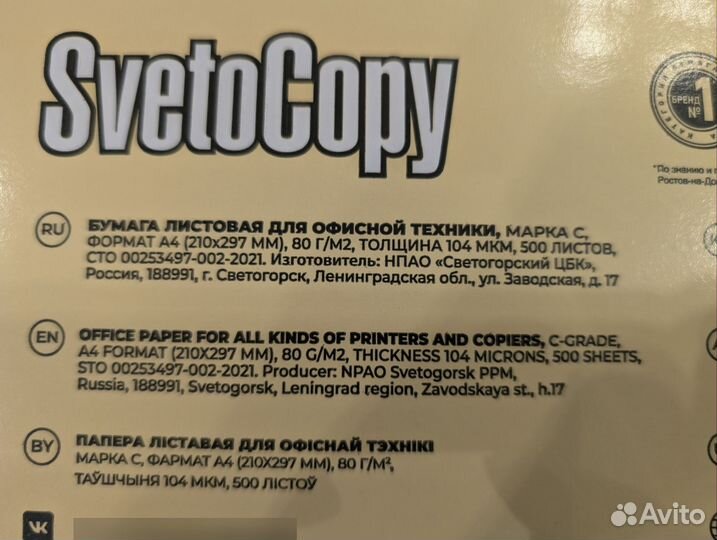 SvetoCopy
КАТЕГОРИИ
БРЕНД
№1
*По знанию и
Ростов-на-До
RU
БУМАГА ЛИСТОВАЯ ДЛЯ ОФИСНОЙ ТЕХНИКИ, МАРКА С,
ФОРМАТ А4 (210x297 ММ), 80 Г/М2, ТОЛЩИНА 104 МКМ, 500 ЛИСТОВ,
СТО 00253497-002-2021. Изготовитель: НПАО «Светогорский ЦБК»,
Россия, 188991, г. Светогорск, Ленинградская обл., ул. Заводская, д. 17
EN
OFFICE PAPER FOR ALL KINDS OF PRINTERS AND COPIERS, C-GRADE,
A4 FORMAT (210X297 MM), 80 G/M2, THICKNESS 104 MICRONS, 500 SHEETS,
STO 00253497-002-2021. Producer: NPAO Svetogorsk PPM,
Russia, 188991, Svetogorsk, Leningrad region, Zavodskaya st., h.17
BY
ПАПЕРА ЛІСТАВАЯ ДЛЯ ОФІСНАЙ ТЭХНІКІ
МАРКА С, ФАРМАТ А4 (210Х297 ММ), 80 Г/М²,
ТАЎШЧЫНЯ 104 МКМ, 500 ЛІСТОЎ
VK
Avito